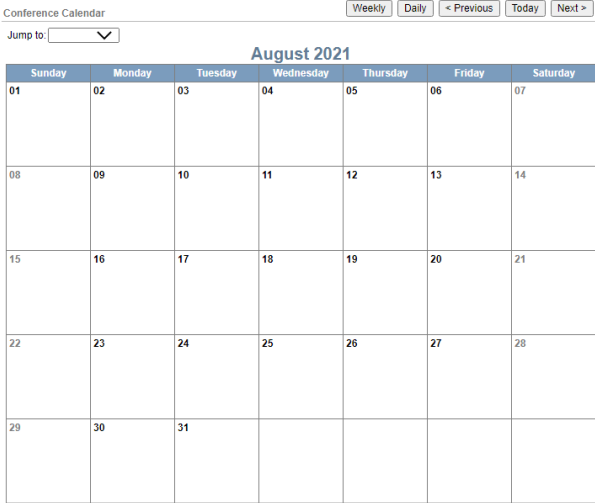 Conference Calendar Weekly Daily < Previous Today Next >
Jump to:
August 2021
Sunday Monday Tuesday Wednesday Thursday Friday Saturday
01 02 03 04 05 06 07
08 09 10 11 12 13 14
15 16 17 18 19 20 21
22 23 24 25 26 27 28
29 30 31